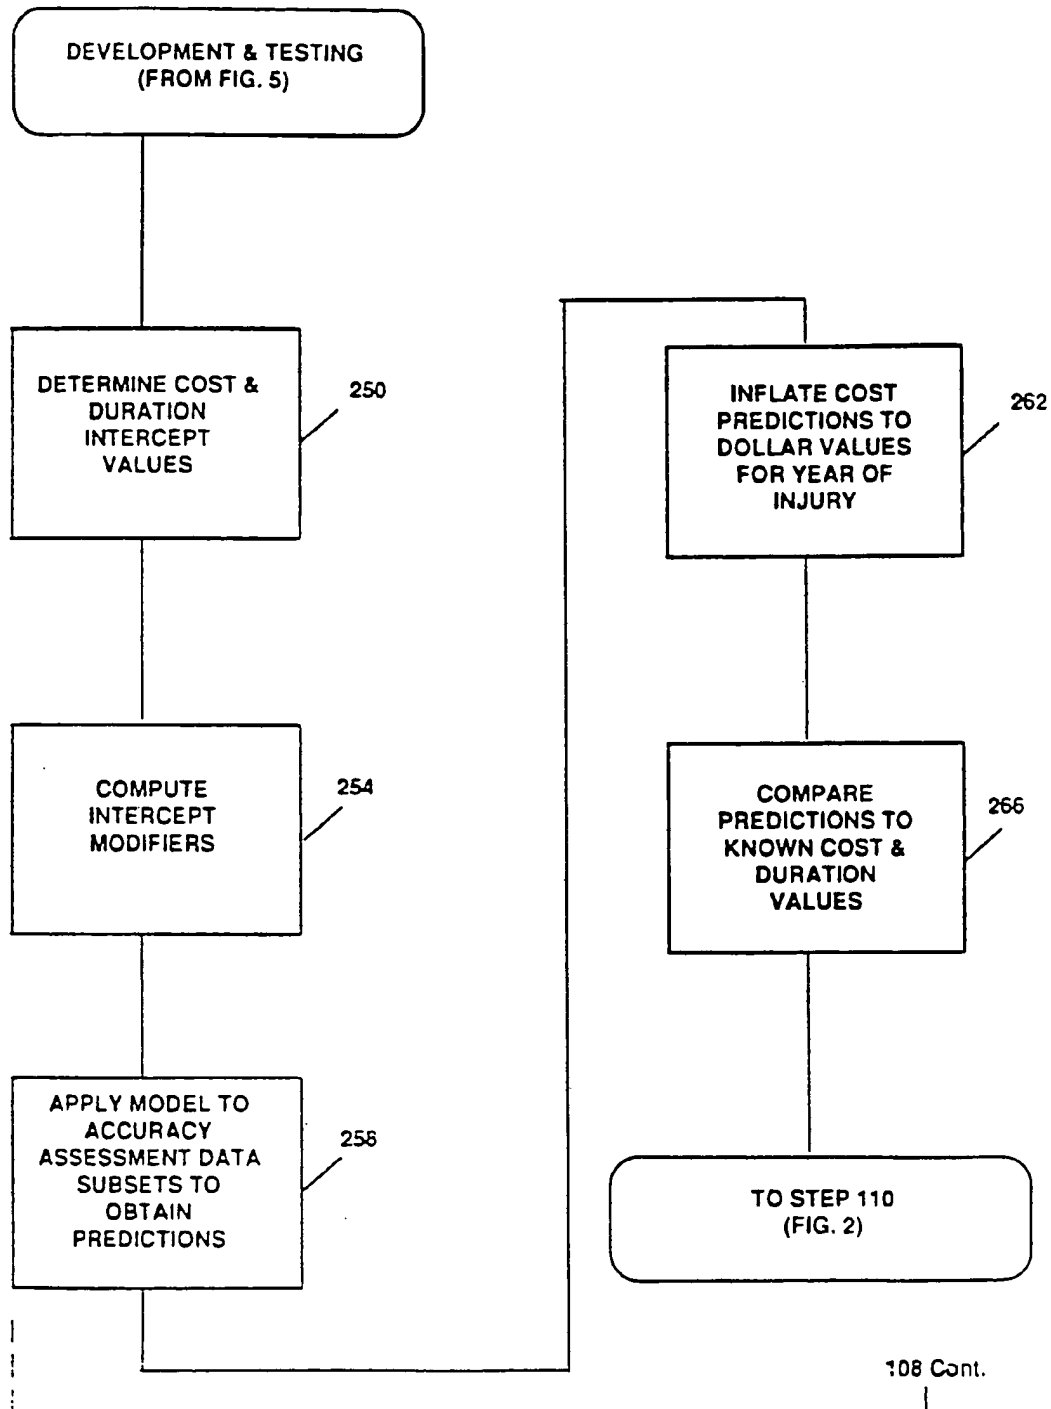 DEVELOPMENT & TESTING
(FROM FIG. 5)
DETERMINE COST &
DURATION
INTERCEPT
VALUES
250
COMPUTE
INTERCEPT
MODIFIERS
254
APPLY MODEL TO
ACCURACY
ASSESSMENT DATA
SUBSETS TO
OBTAIN
PREDICTIONS
258
INFLATE COST
PREDICTIONS TO
DOLLAR VALUES
FOR YEAR OF
INJURY
262
COMPARE
PREDICTIONS TO
KNOWN COST &
DURATION
VALUES
266
TO STEP 110
(FIG. 2)
108 Cont.